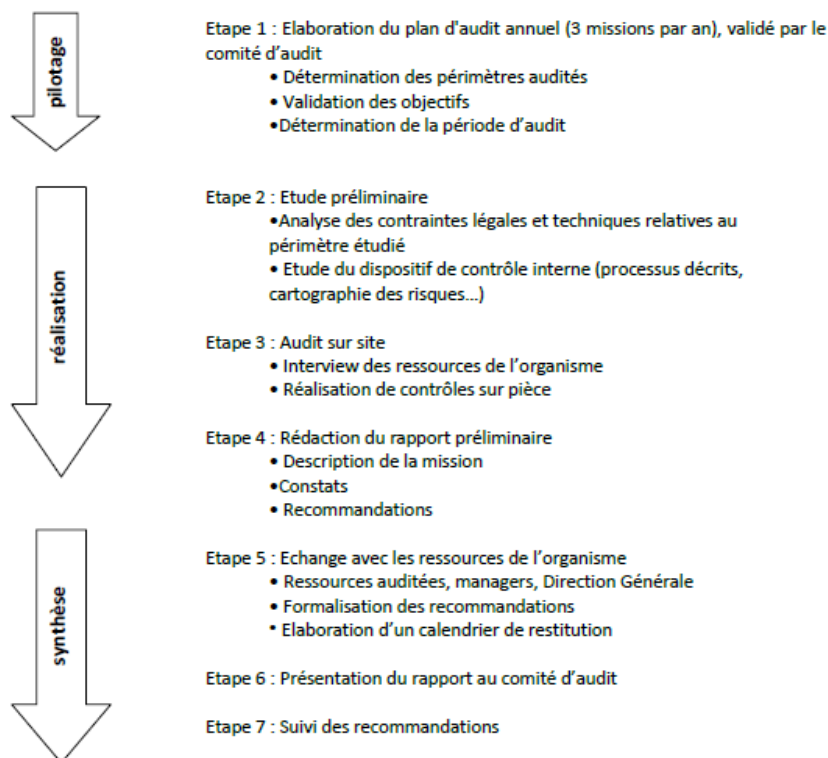 pilotage
Etape 1 : Elaboration du plan d'audit annuel (3 missions par an), validé par le
comité d'audit
• Détermination des périmètres audités
• Validation des objectifs
•Détermination de la période d'audit
réalisation
Etape 2 : Etude préliminaire
•Analyse des contraintes légales et techniques relatives au
périmètre étudié
• Etude du dispositif de contrôle interne (processus décrits,
cartographie des risques...)
Etape 3 : Audit sur site
• Interview des ressources de l'organisme
• Réalisation de contrôles sur pièce
Etape 4 : Rédaction du rapport préliminaire
• Description de la mission
•Constats
• Recommandations
synthèse
Etape 5 : Echange avec les ressources de l'organisme
• Ressources auditées, managers, Direction Générale
• Formalisation des recommandations
• Elaboration d'un calendrier de restitution
Etape 6 : Présentation du rapport au comité d'audit
Etape 7 : Suivi des recommandations